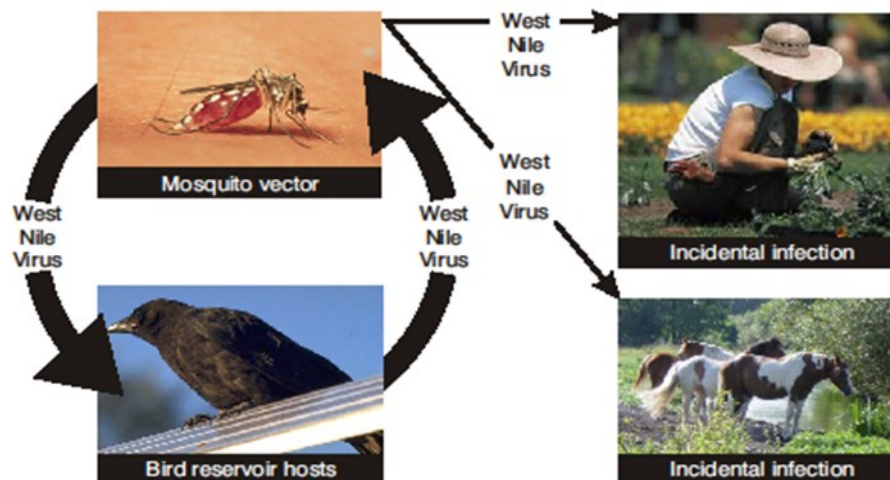 West
Nile
Virus
Incidental infection
Mosquito vector
West
Nile
Virus
West
Nile
Virus
West
Nile
Virus
Bird reservoir hosts
Incidental infection